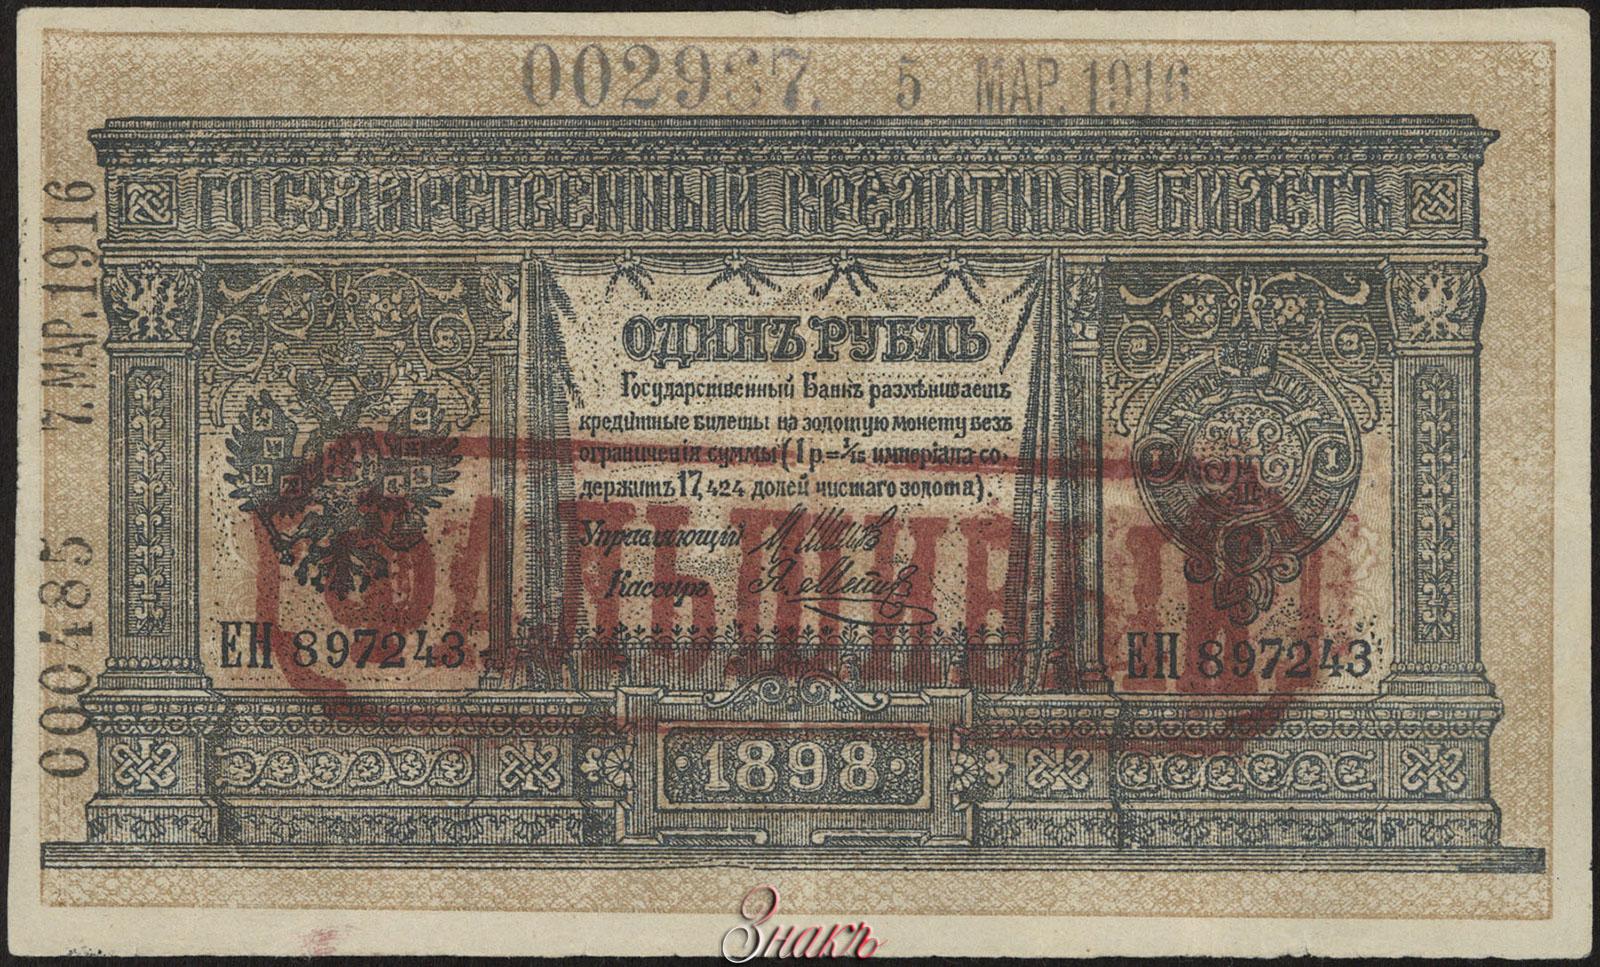 002937. 5 МАР. 1916
7. МАР. 1916
000485
ГОСУДАРСТВЕННЫЙ КРЕДИТНЫЙ БИЛЕТЪ
ОДИНЪ РУБЛЬ
Государственный Банкъ размѣниваетъ
кредитные билеты на золотую монету безъ
ограниченія суммы (1 р.=1/15 имперіала со-
держитъ 17,424 долей чистаго золота).
Управляющій
Кассиръ
ЕН 897243
ЕН 897243
1898
Знакъ